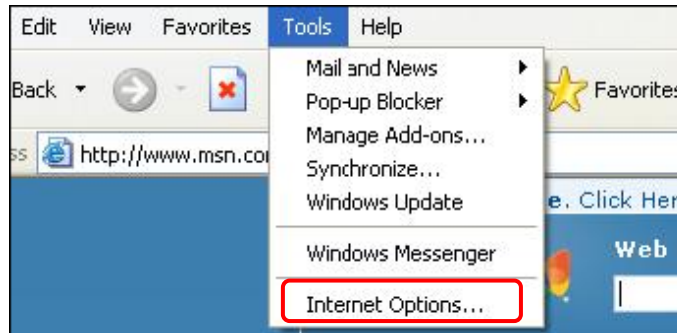 Edit View Favorites Tools Help
Back
Favorites
Mail and News
Pop-up Blocker
Manage Add-ons...
Synchronize...
Windows Update
Windows Messenger
Internet Options...
ss http://www.msn.co
e. Click Her
Web